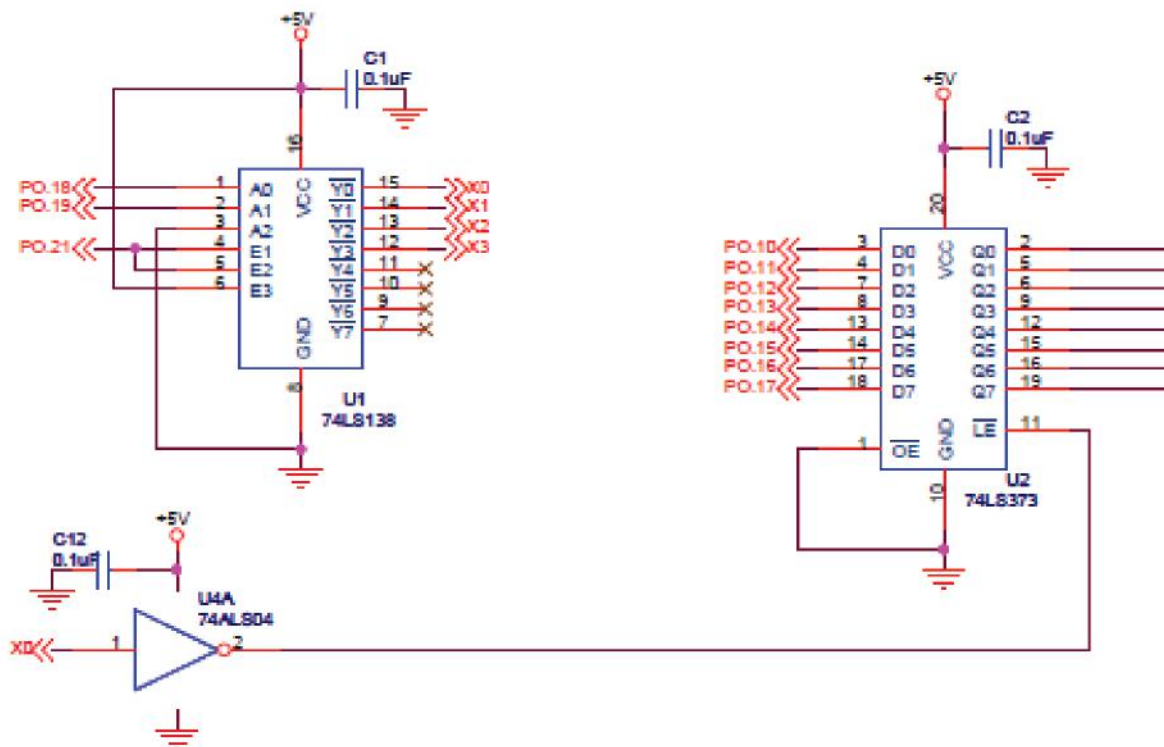 +5V
C1
0.1uF
16
VCC
PO.18 1 A0 Y0 15 X0
PO.19 2 A1 Y1 14 X1
3 A2 Y2 13 X2
PO.21 4 E1 Y3 12 X3
5 E2 Y4 11
6 E3 Y5 10
Y6 9
Y7 7
GND
8
U1
74LS138
+5V
C2
0.1uF
20
VCC
PO.10 3 D0 Q0 2
PO.11 4 D1 Q1 5
PO.12 7 D2 Q2 6
PO.13 8 D3 Q3 9
PO.14 13 D4 Q4 12
PO.15 14 D5 Q5 15
PO.16 17 D6 Q6 16
PO.17 18 D7 Q7 19
1 OE GND LE 11
10
U2
74LS373
+5V
C12
0.1uF
U4A
74ALS04
X0 1 2